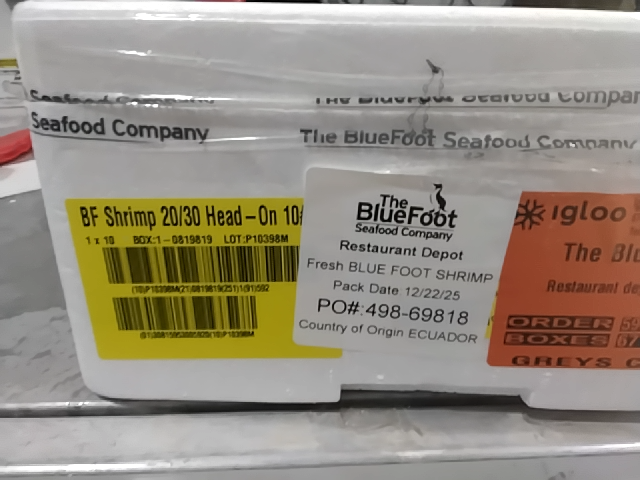 Seafood Company
The BlueFoot Seafood Company
Seafood Company
The BlueFoot Seafood Company
BF Shrimp 20/30 Head-On 10#
1 x 10 BOX:1-0819819 LOT:P10398M
The
BlueFoot
Seafood Company
Restaurant Depot
Fresh BLUE FOOT SHRIMP
Pack Date 12/22/25
PO#:498-69818
Country of Origin ECUADOR
igloo
The
Restaurant
ORDER
BOXES
GREYS